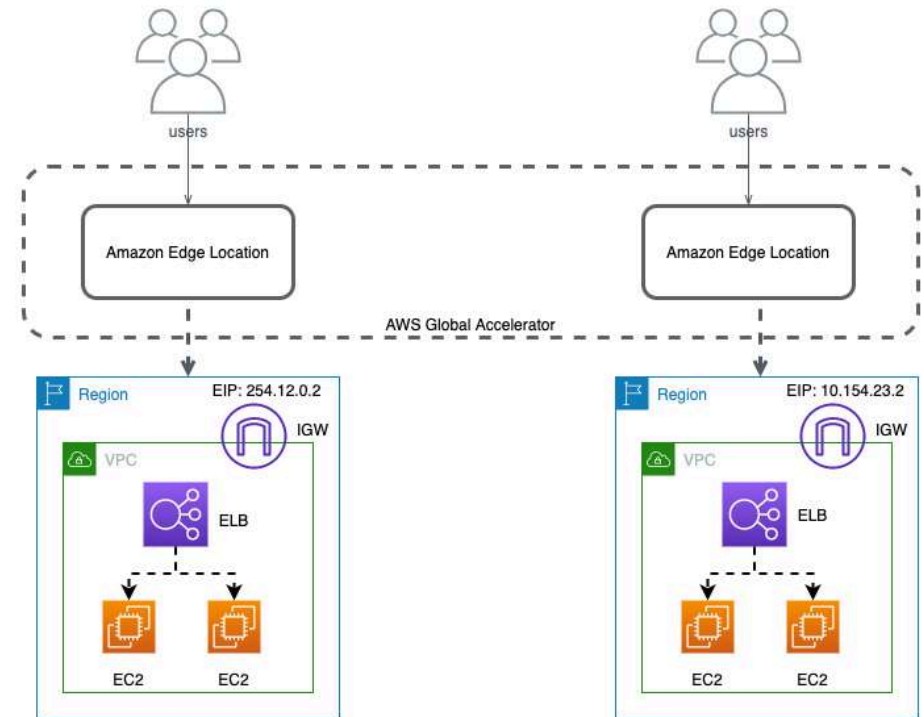 users
users
Amazon Edge Location
Amazon Edge Location
AWS Global Accelerator
Region
EIP: 254.12.0.2
IGW
VPC
ELB
EC2
EC2
Region
EIP: 10.154.23.2
IGW
VPC
ELB
EC2
EC2